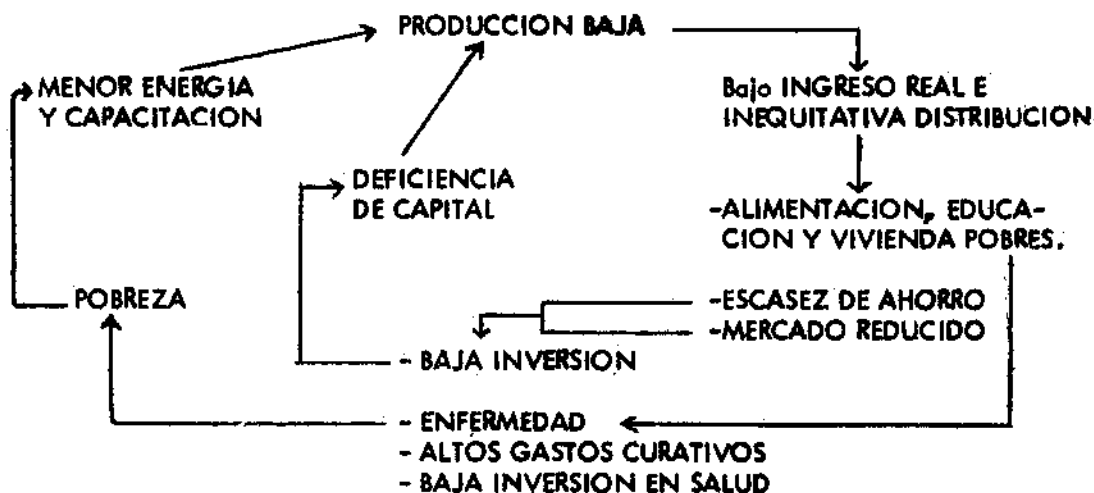 PRODUCCION BAJA
MENOR ENERGIA
Y CAPACITACION
Bajo INGRESO REAL E
INEQUITATIVA DISTRIBUCION
DEFICIENCIA
DE CAPITAL
-ALIMENTACION, EDUCA-
CION Y VIVIENDA POBRES.
POBREZA
-ESCASEZ DE AHORRO
-MERCADO REDUCIDO
- BAJA INVERSION
- ENFERMEDAD
- ALTOS GASTOS CURATIVOS
- BAJA INVERSION EN SALUD